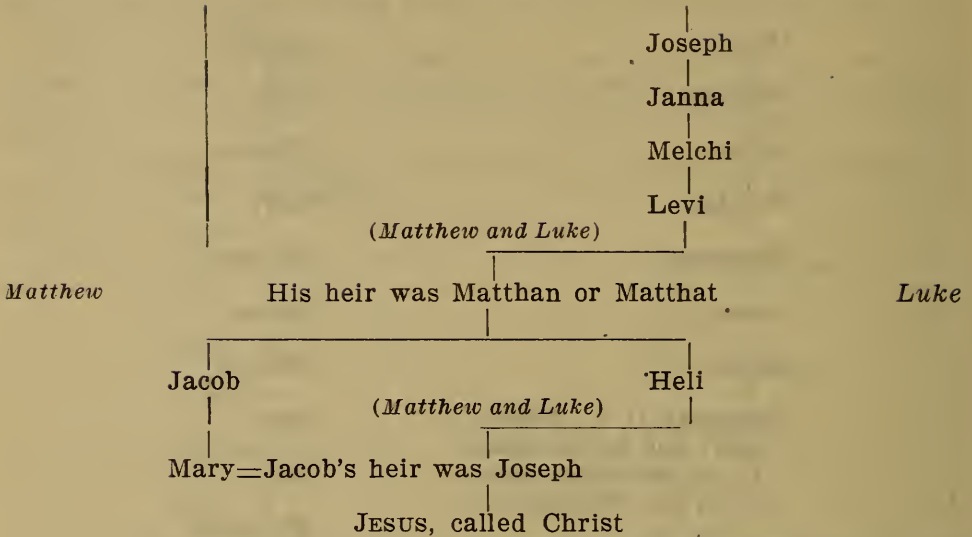 Joseph
Janna
Melchi
Levi
(Matthew and Luke)
Matthew His heir was Matthan or Matthat Luke
Jacob Heli
(Matthew and Luke)
Mary=Jacob's heir was Joseph
JESUS, called Christ